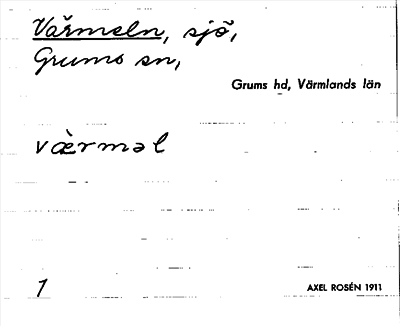 Värmeln, sjö,
Grums sn,
Grums hd, Värmlands län
værməl
1
AXEL ROSÉN 1911